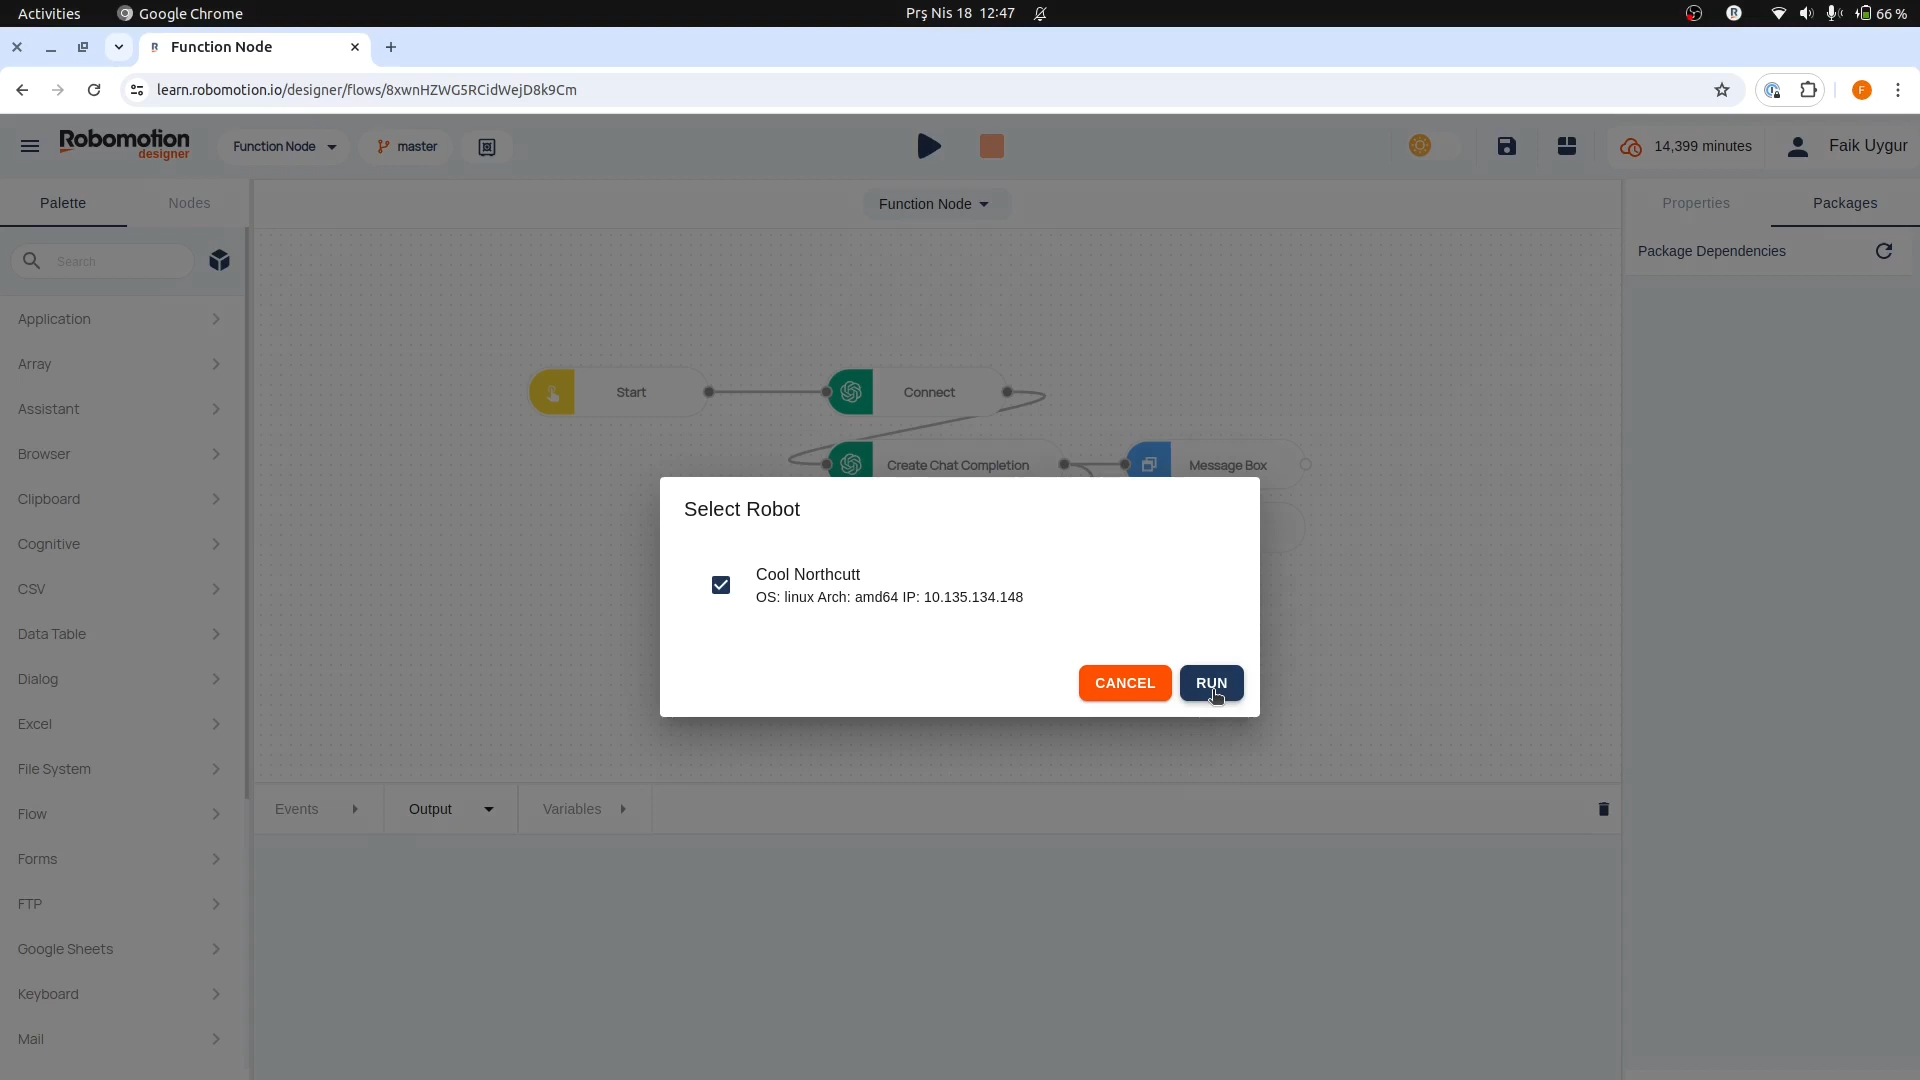 Activities
Google Chrome
Prş Nis 18 12:47
66 %
Function Node
learn.robomotion.io/designer/flows/8xwnHZWG5RCidWejD8k9Cm
F
Robomotion
designer
Function Node
master
14,399 minutes
Faik Uygur
Palette
Nodes
Function Node
Properties
Packages
Search
Package Dependencies
Application
Array
Assistant
Browser
Clipboard
Cognitive
CSV
Data Table
Dialog
Excel
File System
Flow
Forms
FTP
Google Sheets
Keyboard
Mail
Start
Connect
Create Chat Completion
Message Box
Select Robot
Cool Northcutt
OS: linux Arch: amd64 IP: 10.135.134.148
CANCEL
RUN
Events
Output
Variables